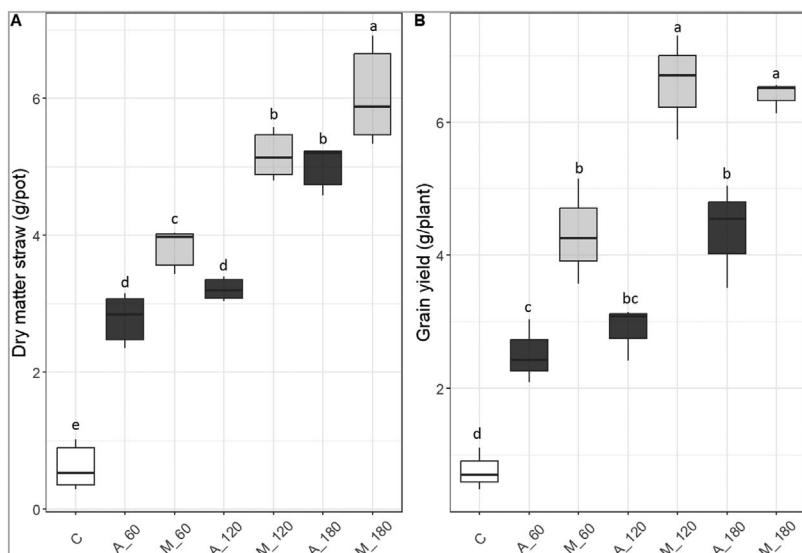 A
Dry matter straw (g/pot)
6
4
2
0
e
d
c
d
b
b
a
C
A_60
M_60
A_120
M_120
A_180
M_180
B
Grain yield (g/plant)
6
4
2
d
c
b
bc
a
b
a
C
A_60
M_60
A_120
M_120
A_180
M_180